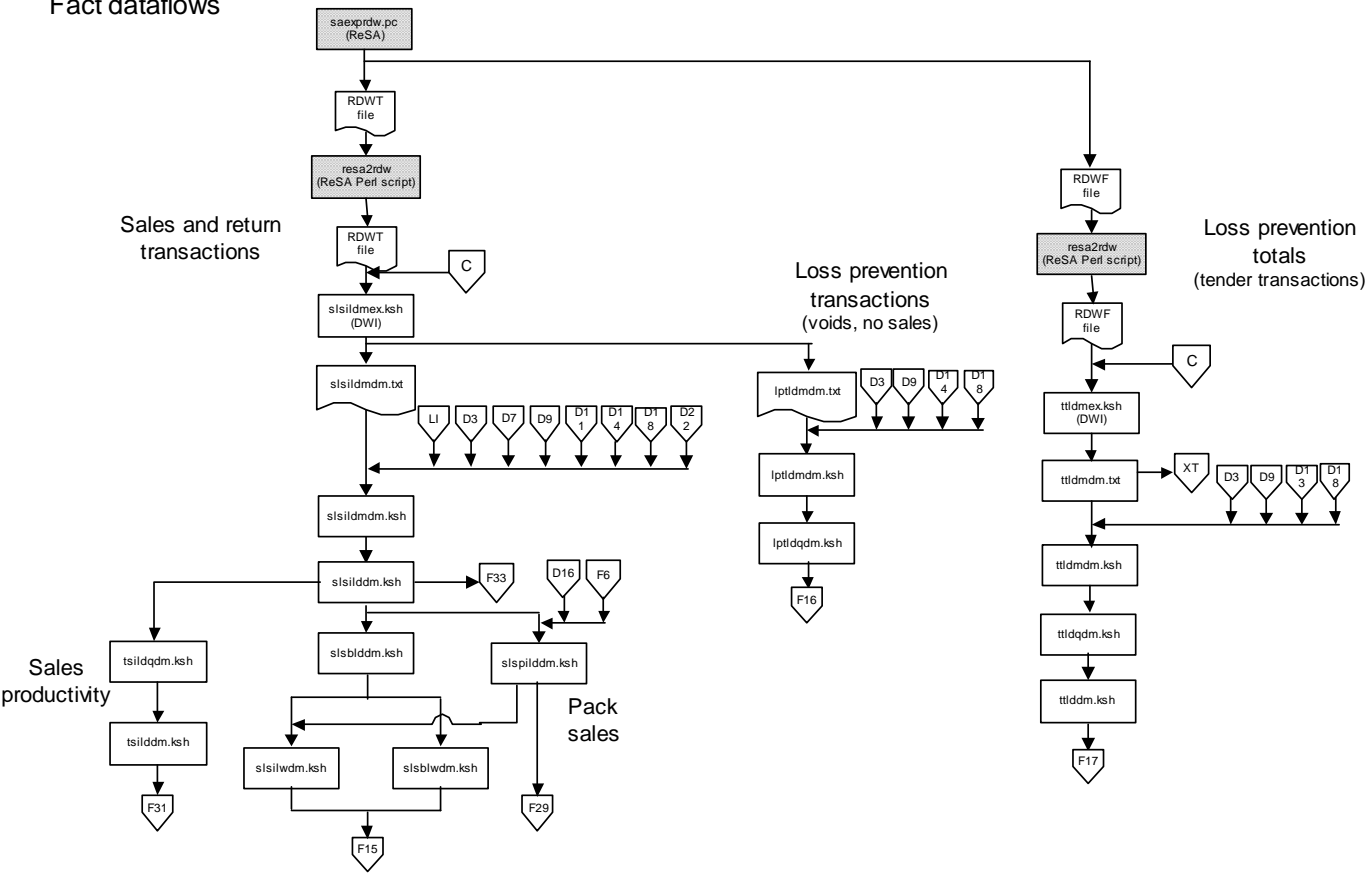 Fact dataflows
saexprdw.pc
(ReSA)
RDWT
file
resa2rdw
(ReSA Perl script)
RDWT
file
Sales and return
transactions
C
slsildmex.ksh
(DWI)
slsildmdm.txt
LI
D3
D7
D9
D1
1
D1
4
D1
8
D2
2
slsildmdm.ksh
slsilddm.ksh
F33
D16
F6
slsblddm.ksh
slspilddm.ksh
Sales
productivity
tsildqdm.ksh
tsilddm.ksh
F31
Pack
sales
slsilwdm.ksh
slsblwdm.ksh
F15
F29
Loss prevention
transactions
(voids, no sales)
lptldmdm.txt
D3
D9
D1
4
D1
8
lptldmdm.ksh
lptldqdm.ksh
F16
RDWF
file
resa2rdw
(ReSA Perl script)
Loss prevention
totals
(tender transactions)
RDWF
file
C
ttldmex.ksh
(DWI)
ttldmdm.txt
XT
D3
D9
D1
3
D1
8
ttldmdm.ksh
ttldqdm.ksh
ttlddm.ksh
F17